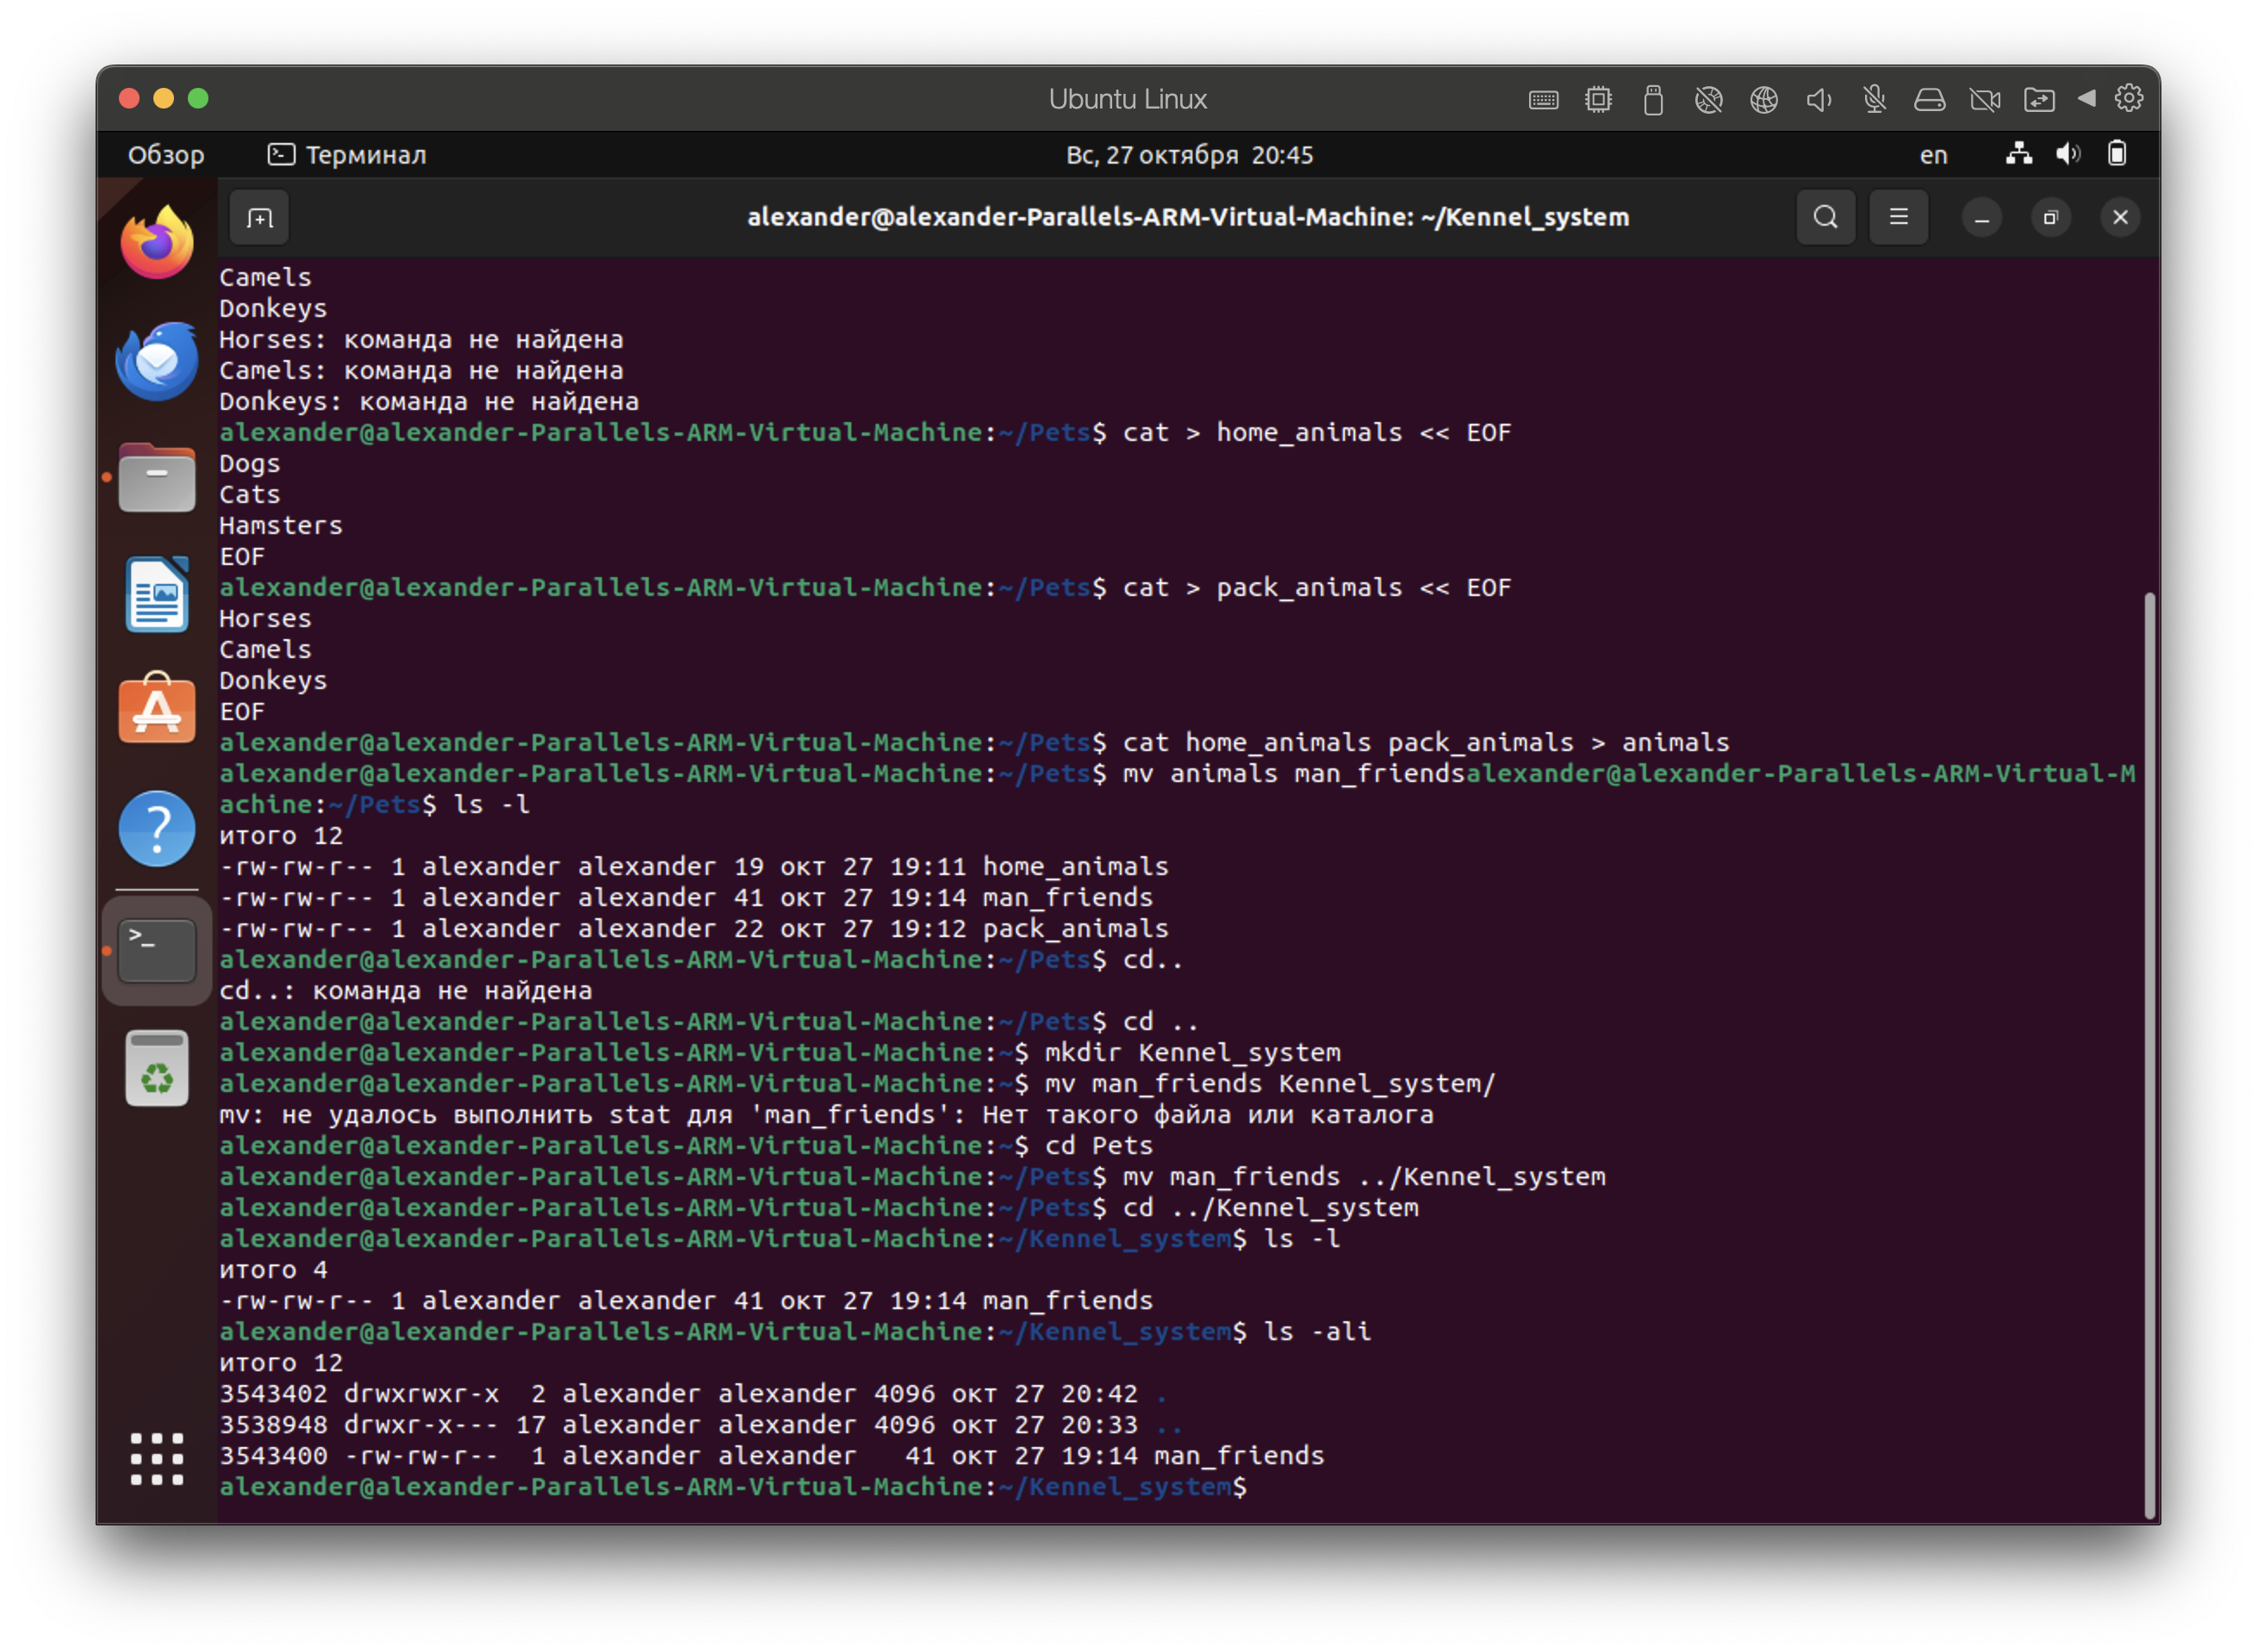 Ubuntu Linux
Обзор Терминал Вс, 27 октября 20:45 en
alexander@alexander-Parallels-ARM-Virtual-Machine: ~/Kennel_system
Camels
Donkeys
Horses: команда не найдена
Camels: команда не найдена
Donkeys: команда не найдена
alexander@alexander-Parallels-ARM-Virtual-Machine:~/Pets$ cat > home_animals << EOF
Dogs
Cats
Hamsters
EOF
alexander@alexander-Parallels-ARM-Virtual-Machine:~/Pets$ cat > pack_animals << EOF
Horses
Camels
Donkeys
EOF
alexander@alexander-Parallels-ARM-Virtual-Machine:~/Pets$ cat home_animals pack_animals > animals
alexander@alexander-Parallels-ARM-Virtual-Machine:~/Pets$ mv animals man_friendsalexander@alexander-Parallels-ARM-Virtual-M
achine:~/Pets$ ls -l
итого 12
-rw-rw-r-- 1 alexander alexander 19 окт 27 19:11 home_animals
-rw-rw-r-- 1 alexander alexander 41 окт 27 19:14 man_friends
-rw-rw-r-- 1 alexander alexander 22 окт 27 19:12 pack_animals
alexander@alexander-Parallels-ARM-Virtual-Machine:~/Pets$ cd..
cd..: команда не найдена
alexander@alexander-Parallels-ARM-Virtual-Machine:~/Pets$ cd ..
alexander@alexander-Parallels-ARM-Virtual-Machine:~$ mkdir Kennel_system
alexander@alexander-Parallels-ARM-Virtual-Machine:~$ mv man_friends Kennel_system/
mv: не удалось выполнить stat для 'man_friends': Нет такого файла или каталога
alexander@alexander-Parallels-ARM-Virtual-Machine:~$ cd Pets
alexander@alexander-Parallels-ARM-Virtual-Machine:~/Pets$ mv man_friends ../Kennel_system
alexander@alexander-Parallels-ARM-Virtual-Machine:~/Pets$ cd ../Kennel_system
alexander@alexander-Parallels-ARM-Virtual-Machine:~/Kennel_system$ ls -l
итого 4
-rw-rw-r-- 1 alexander alexander 41 окт 27 19:14 man_friends
alexander@alexander-Parallels-ARM-Virtual-Machine:~/Kennel_system$ ls -ali
итого 12
3543402 drwxrwxr-x  2 alexander alexander 4096 окт 27 20:42 .
3538948 drwxr-x--- 17 alexander alexander 4096 окт 27 20:33 ..
3543400 -rw-rw-r--  1 alexander alexander   41 окт 27 19:14 man_friends
alexander@alexander-Parallels-ARM-Virtual-Machine:~/Kennel_system$